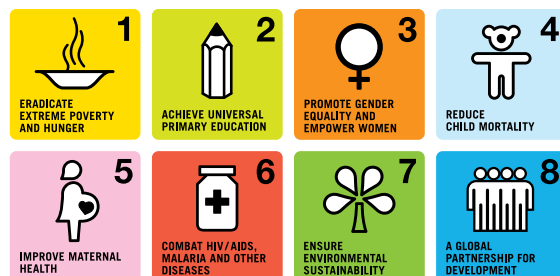 1
ERADICATE
EXTREME POVERTY
AND HUNGER
2
ACHIEVE UNIVERSAL
PRIMARY EDUCATION
3
PROMOTE GENDER
EQUALITY AND
EMPOWER WOMEN
4
REDUCE
CHILD MORTALITY
5
IMPROVE MATERNAL
HEALTH
6
COMBAT HIV/AIDS,
MALARIA AND OTHER
DISEASES
7
ENSURE
ENVIRONMENTAL
SUSTAINABILITY
8
A GLOBAL
PARTNERSHIP FOR
DEVELOPMENT